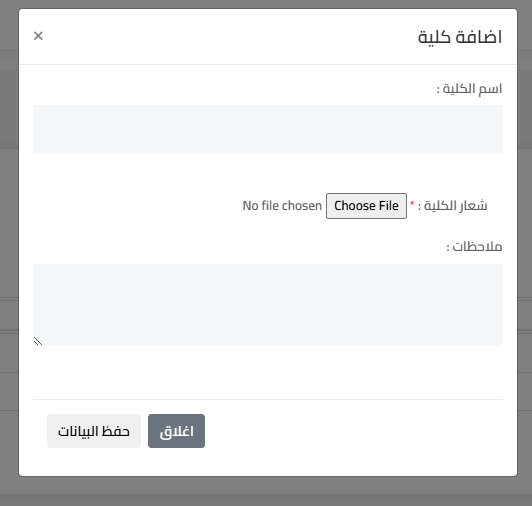 اضافة كلية ×
اسم الكلية :
شعار الكلية : * Choose File No file chosen
ملاحظات :
اغلاق حفظ البيانات